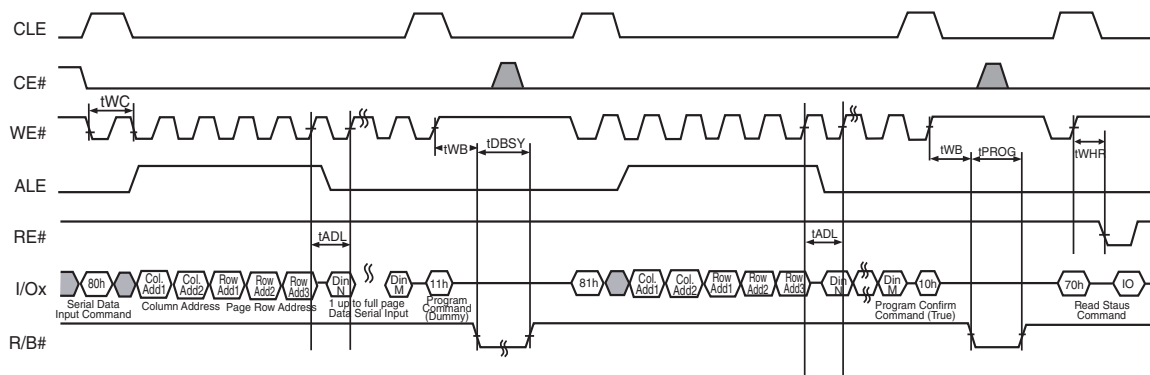 CLE
CE#
tWC
WE#
tWB
tDBSY
tWB
tPROG
tWHR
ALE
RE#
tADL
tADL
I/Ox
80h
Col.
Add1
Col.
Add2
Row
Add1
Row
Add2
Row
Add3
Din
N
Din
M
11h
81h
Col.
Add1
Col.
Add2
Row
Add1
Row
Add2
Row
Add3
Din
N
Din
M
10h
70h
IO
Serial Data
Input Command
Column Address
Page Row Address
1 up to full page
Data Serial Input
Program
Command
(Dummy)
Program Confirm
Command (True)
Read Staus
Command
R/B#